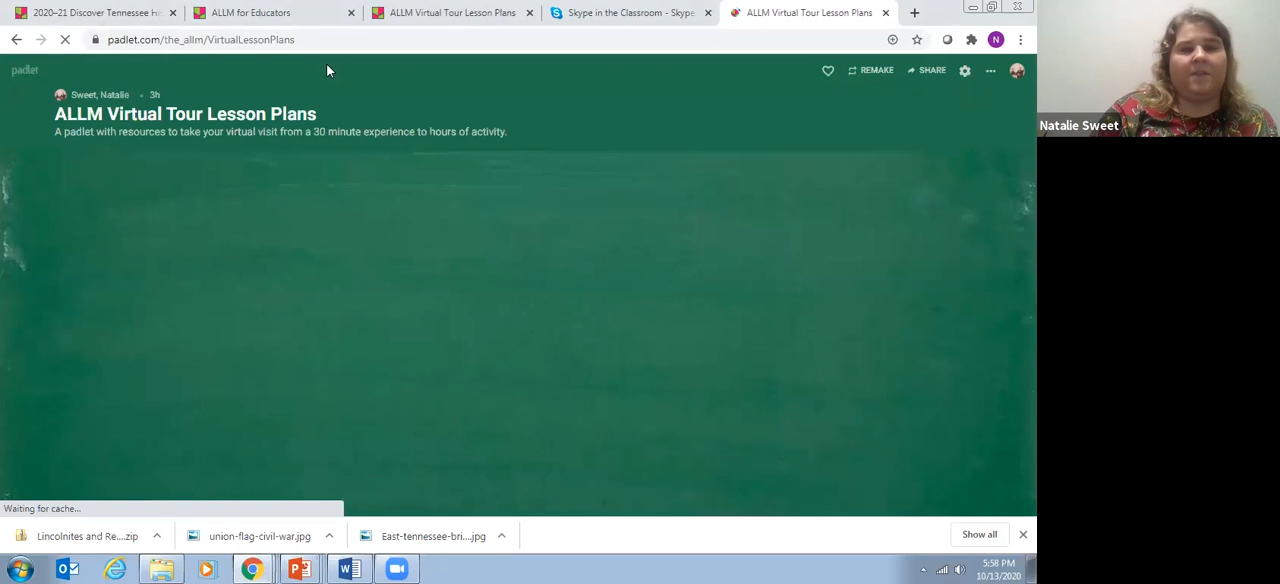 2020–21 Discover Tennessee Hi
ALLM for Educators
ALLM Virtual Tour Lesson Plans
Skype in the Classroom - Skype
ALLM Virtual Tour Lesson Plans
padlet.com/the_allm/VirtualLessonPlans
N
padlet
REMAKE
SHARE
Sweet, Natalie • 3h
ALLM Virtual Tour Lesson Plans
A padlet with resources to take your virtual visit from a 30 minute experience to hours of activity.
Natalie Sweet
Waiting for cache...
Lincolnites and Re....zip
union-flag-civil-war.jpg
East-tennessee-bri....jpg
Show all
5:58 PM
10/13/2020